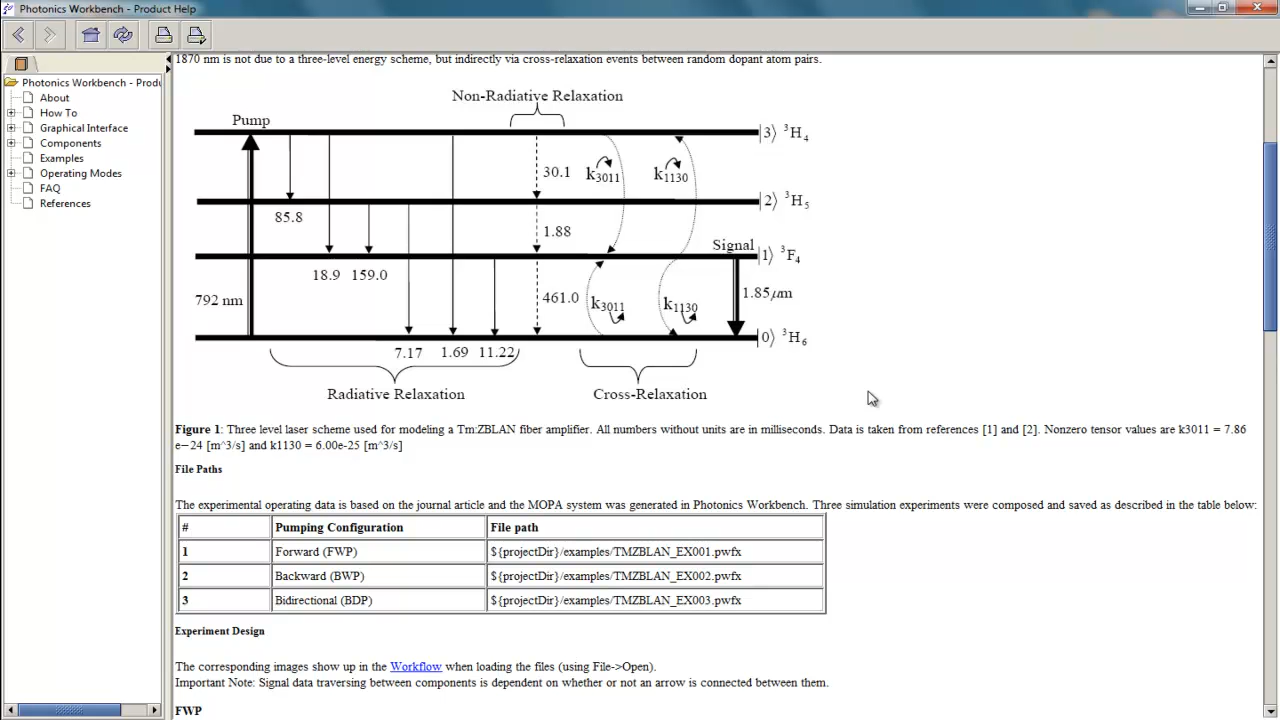 Photonics Workbench - Product Help
Photonics Workbench - Produ
About
How To
Graphical Interface
Components
Examples
Operating Modes
FAQ
References
1870 nm is not due to a three-level energy scheme, but indirectly via cross-relaxation events between random dopant atom pairs.
Non-Radiative Relaxation
Pump
|3⟩ ³H₄
30.1 k3011 k1130
|2⟩ ³H₅
85.8
1.88
Signal
|1⟩ ³F₄
18.9 159.0
792 nm
461.0 k3011 k1130
1.85μm
|0⟩ ³H₆
7.17 1.69 11.22
Radiative Relaxation
Cross-Relaxation
Figure 1: Three level laser scheme used for modeling a Tm:ZBLAN fiber amplifier. All numbers without units are in milliseconds. Data is taken from references [1] and [2]. Nonzero tensor values are k3011 = 7.86
e−24 [m^3/s] and k1130 = 6.00e-25 [m^3/s]
File Paths
The experimental operating data is based on the journal article and the MOPA system was generated in Photonics Workbench. Three simulation experiments were composed and saved as described in the table below:
# Pumping Configuration File path
1 Forward (FWP) ${projectDir}/examples/TMZBLAN_EX001.pwfx
2 Backward (BWP) ${projectDir}/examples/TMZBLAN_EX002.pwfx
3 Bidirectional (BDP) ${projectDir}/examples/TMZBLAN_EX003.pwfx
Experiment Design
The corresponding images show up in the Workflow when loading the files (using File->Open).
Important Note: Signal data traversing between components is dependent on whether or not an arrow is connected between them.
FWP